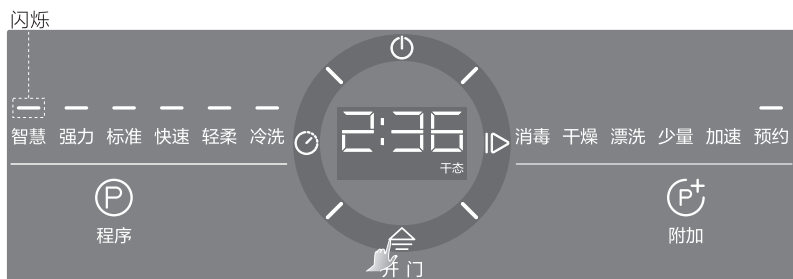 闪烁
智慧 强力 标准 快速 轻柔 冷洗
2:36
干态
消毒 干燥 漂洗 少量 加速 预约
P
程序
P+
附加
开门